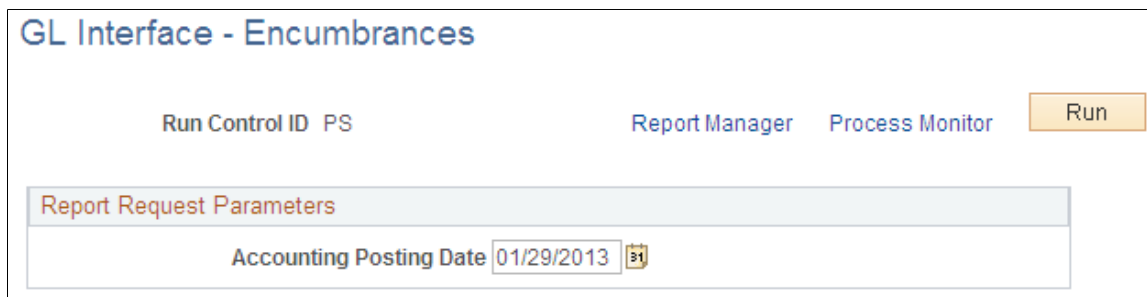 GL Interface - Encumbrances
Run Control ID PS Report Manager Process Monitor Run
Report Request Parameters
Accounting Posting Date 01/29/2013 31